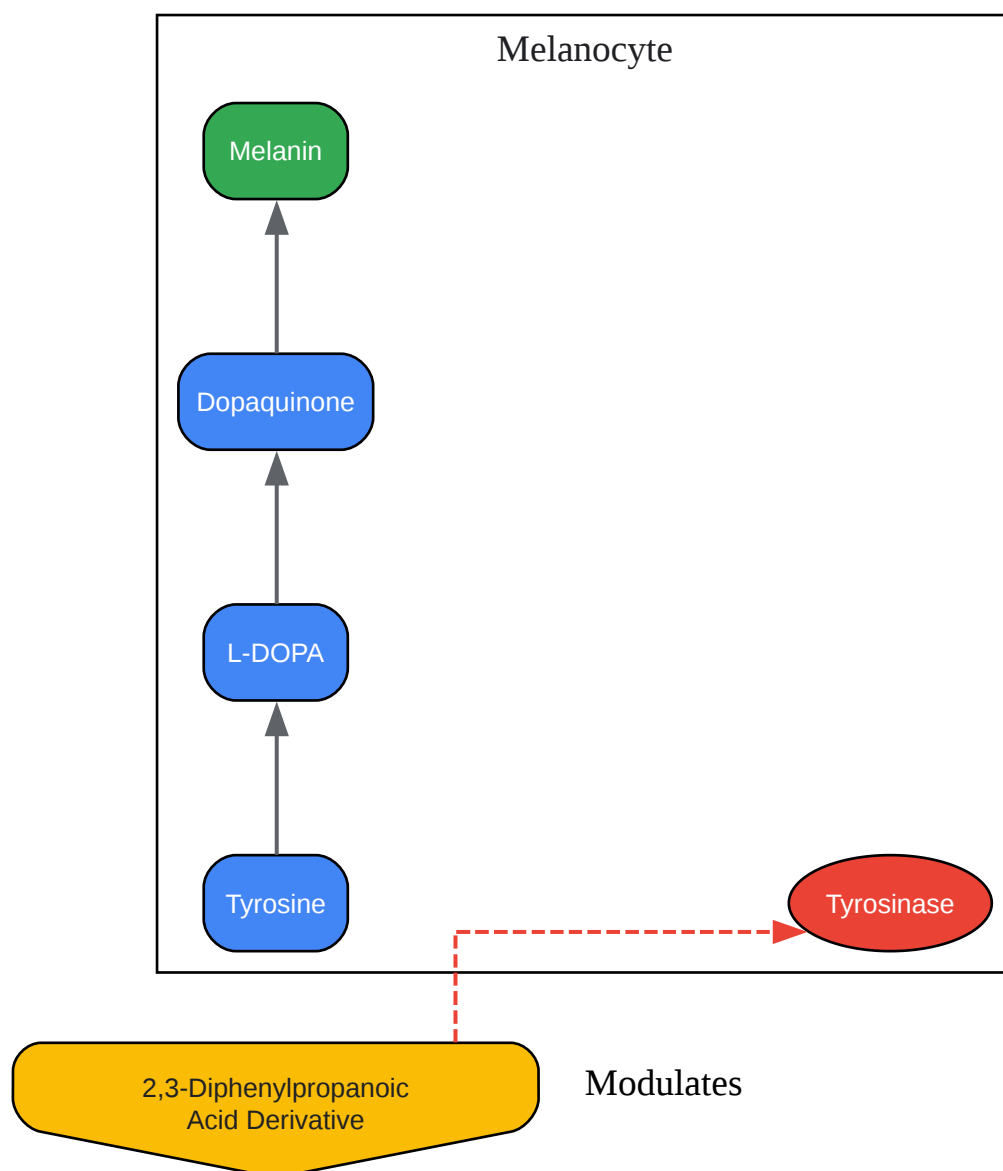 Melanocyte
Melanin
Dopaquinone
L-DOPA
Tyrosine
Tyrosinase
2,3-Diphenylpropanoic
Acid Derivative
Modulates